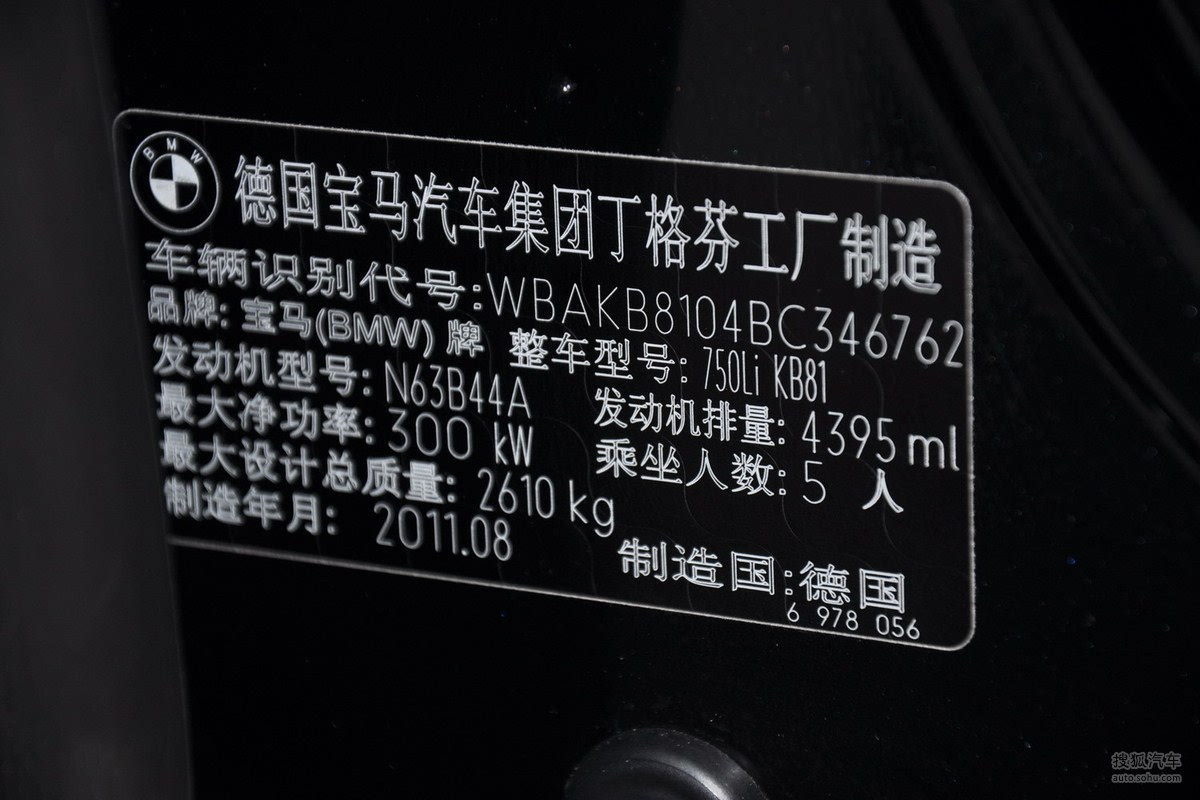 BMW
德国宝马汽车集团丁格芬工厂制造
车辆识别代号:WBAKB8104BC346762
品牌: 宝马(BMW) 牌 整车型号: 750Li KB81
发动机型号: N63B44A 发动机排量: 4395 ml
最大净功率: 300 kW 乘坐人数: 5 人
最大设计总质量: 2610 kg
制造年月: 2011.08 制造国: 德国
6 978 056
搜狐汽车
auto.sohu.com